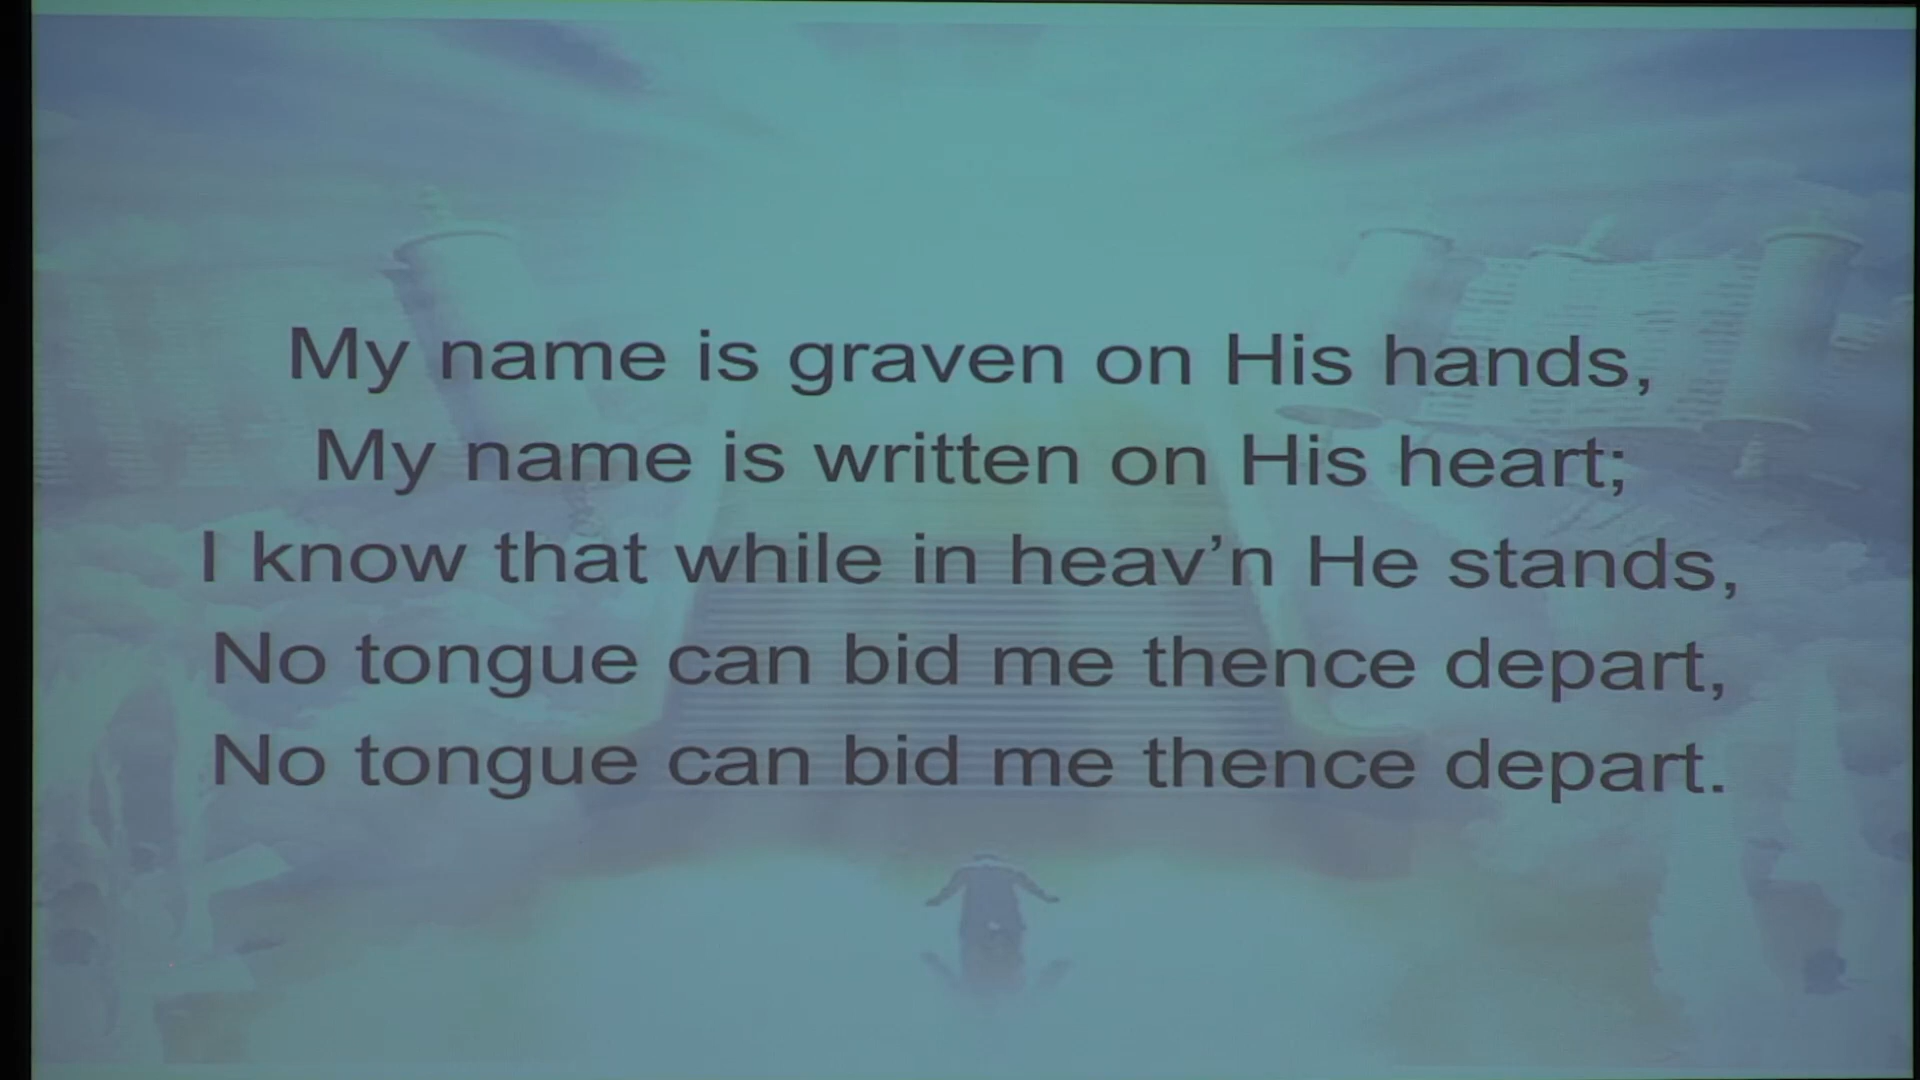 My name is graven on His hands,
My name is written on His heart;
I know that while in heav’n He stands,
No tongue can bid me thence depart,
No tongue can bid me thence depart.